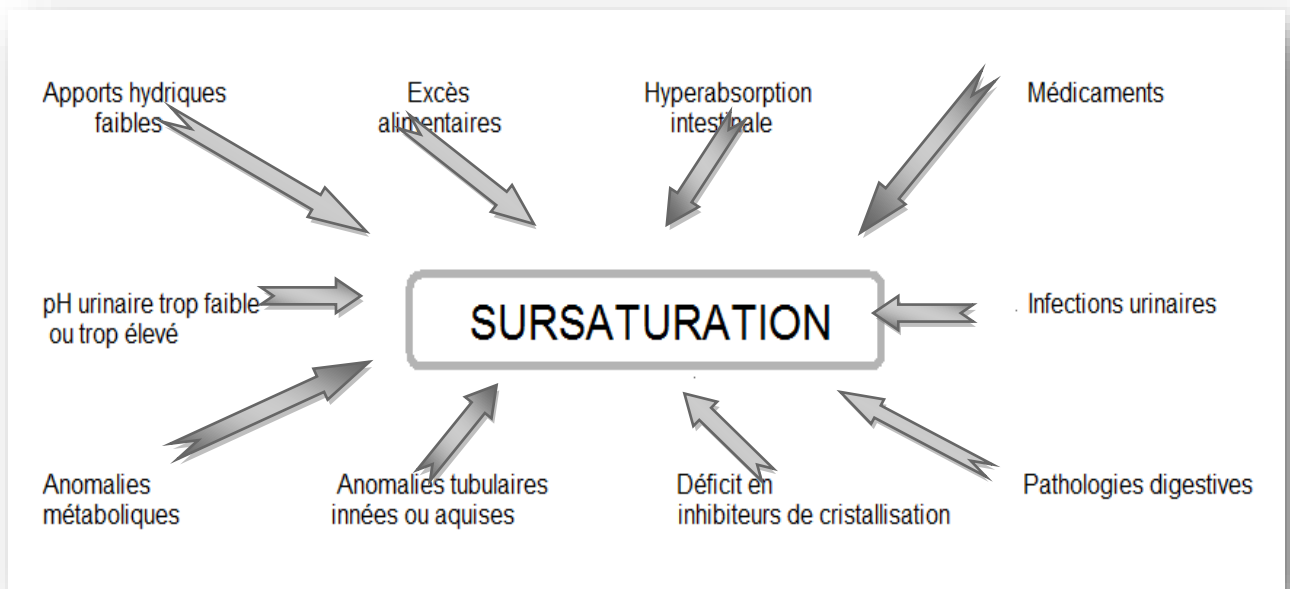 Apports hydriques
faibles
Excès
alimentaires
Hyperabsorption
intestinale
Médicaments
pH urinaire trop faible
ou trop élevé
SURSATURATION
Infections urinaires
Anomalies
métaboliques
Anomalies tubulaires
innées ou aquises
Déficit en
inhibiteurs de cristallisation
Pathologies digestives